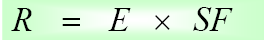 R = E × SF